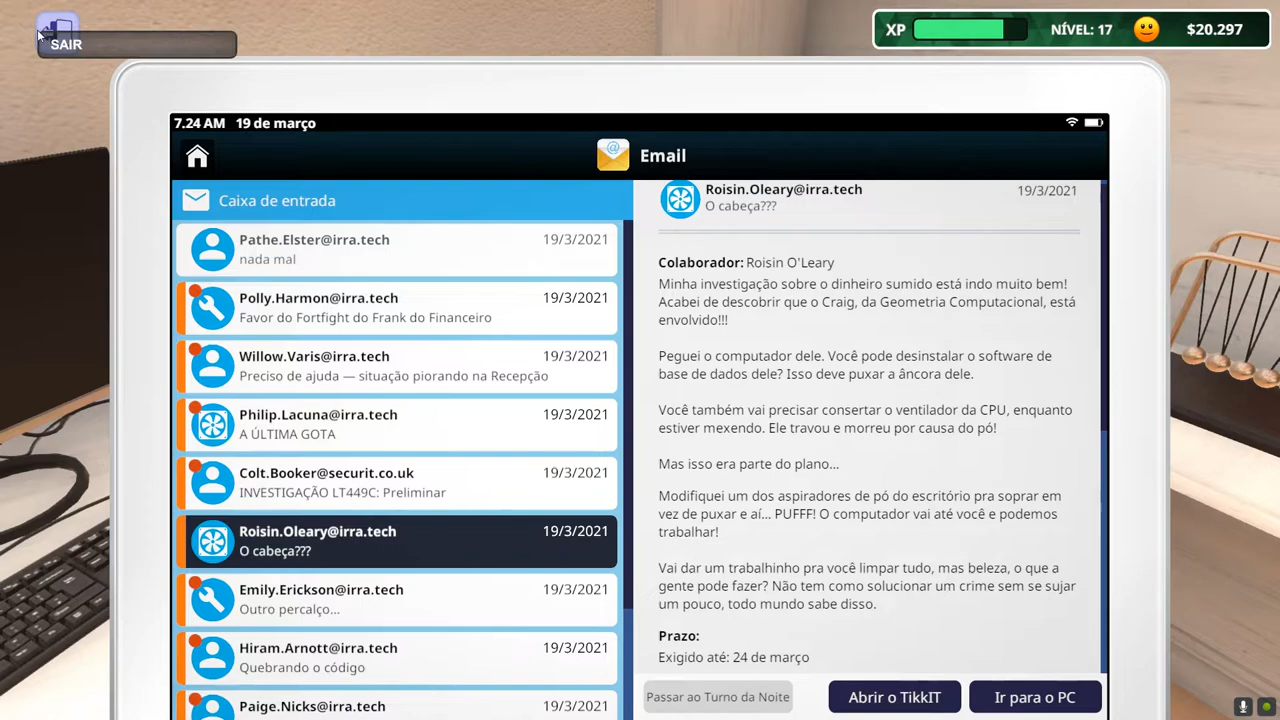 SAIR
XP
NÍVEL: 17
$20.297
7.24 AM 19 de março
Email
Caixa de entrada
Pathe.Elster@irra.tech 19/3/2021
nada mal
Polly.Harmon@irra.tech 19/3/2021
Favor do Fortfight do Frank do Financeiro
Willow.Varis@irra.tech 19/3/2021
Preciso de ajuda — situação piorando na Recepção
Philip.Lacuna@irra.tech 19/3/2021
A ÚLTIMA GOTA
Colt.Booker@securit.co.uk 19/3/2021
INVESTIGAÇÃO LT449C: Preliminar
Roisin.Oleary@irra.tech 19/3/2021
O cabeça???
Emily.Erickson@irra.tech 19/3/2021
Outro percalço...
Hiram.Arnott@irra.tech 19/3/2021
Quebrando o código
Paige.Nicks@irra.tech 19/3/2021
Roisin.Oleary@irra.tech 19/3/2021
O cabeça???
Colaborador: Roisin O'Leary
Minha investigação sobre o dinheiro sumido está indo muito bem!
Acabei de descobrir que o Craig, da Geometria Computacional, está
envolvido!!!
Peguei o computador dele. Você pode desinstalar o software de
base de dados dele? Isso deve puxar a âncora dele.
Você também vai precisar consertar o ventilador da CPU, enquanto
estiver mexendo. Ele travou e morreu por causa do pó!
Mas isso era parte do plano...
Modifiquei um dos aspiradores de pó do escritório pra soprar em
vez de puxar e aí... PUFFF! O computador vai até você e podemos
trabalhar!
Vai dar um trabalhinho pra você limpar tudo, mas beleza, o que a
gente pode fazer? Não tem como solucionar um crime sem se sujar
um pouco, todo mundo sabe disso.
Prazo:
Exigido até: 24 de março
Passar ao Turno da Noite
Abrir o TikkIT
Ir para o PC